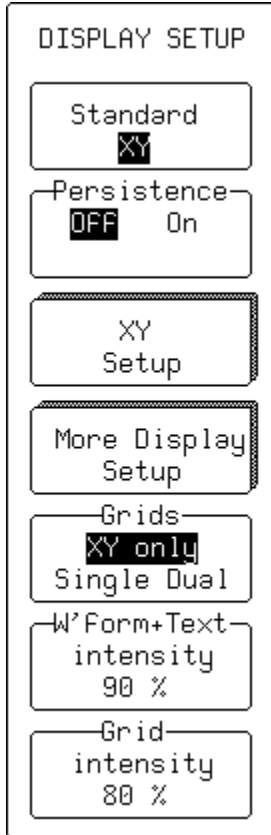 DISPLAY SETUP
Standard
XY
Persistence
OFF On
XY
Setup
More Display
Setup
Grids
XY only
Single Dual
W'Form+Text
intensity
90 %
Grid
intensity
80 %